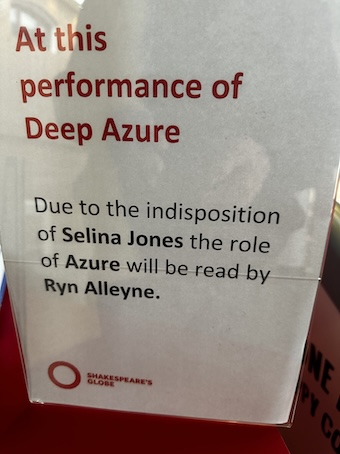 At this
performance of
Deep Azure
Due to the indisposition
of Selina Jones the role
of Azure will be read by
Ryn Alleyne.
SHAKESPEARE'S
GLOBE